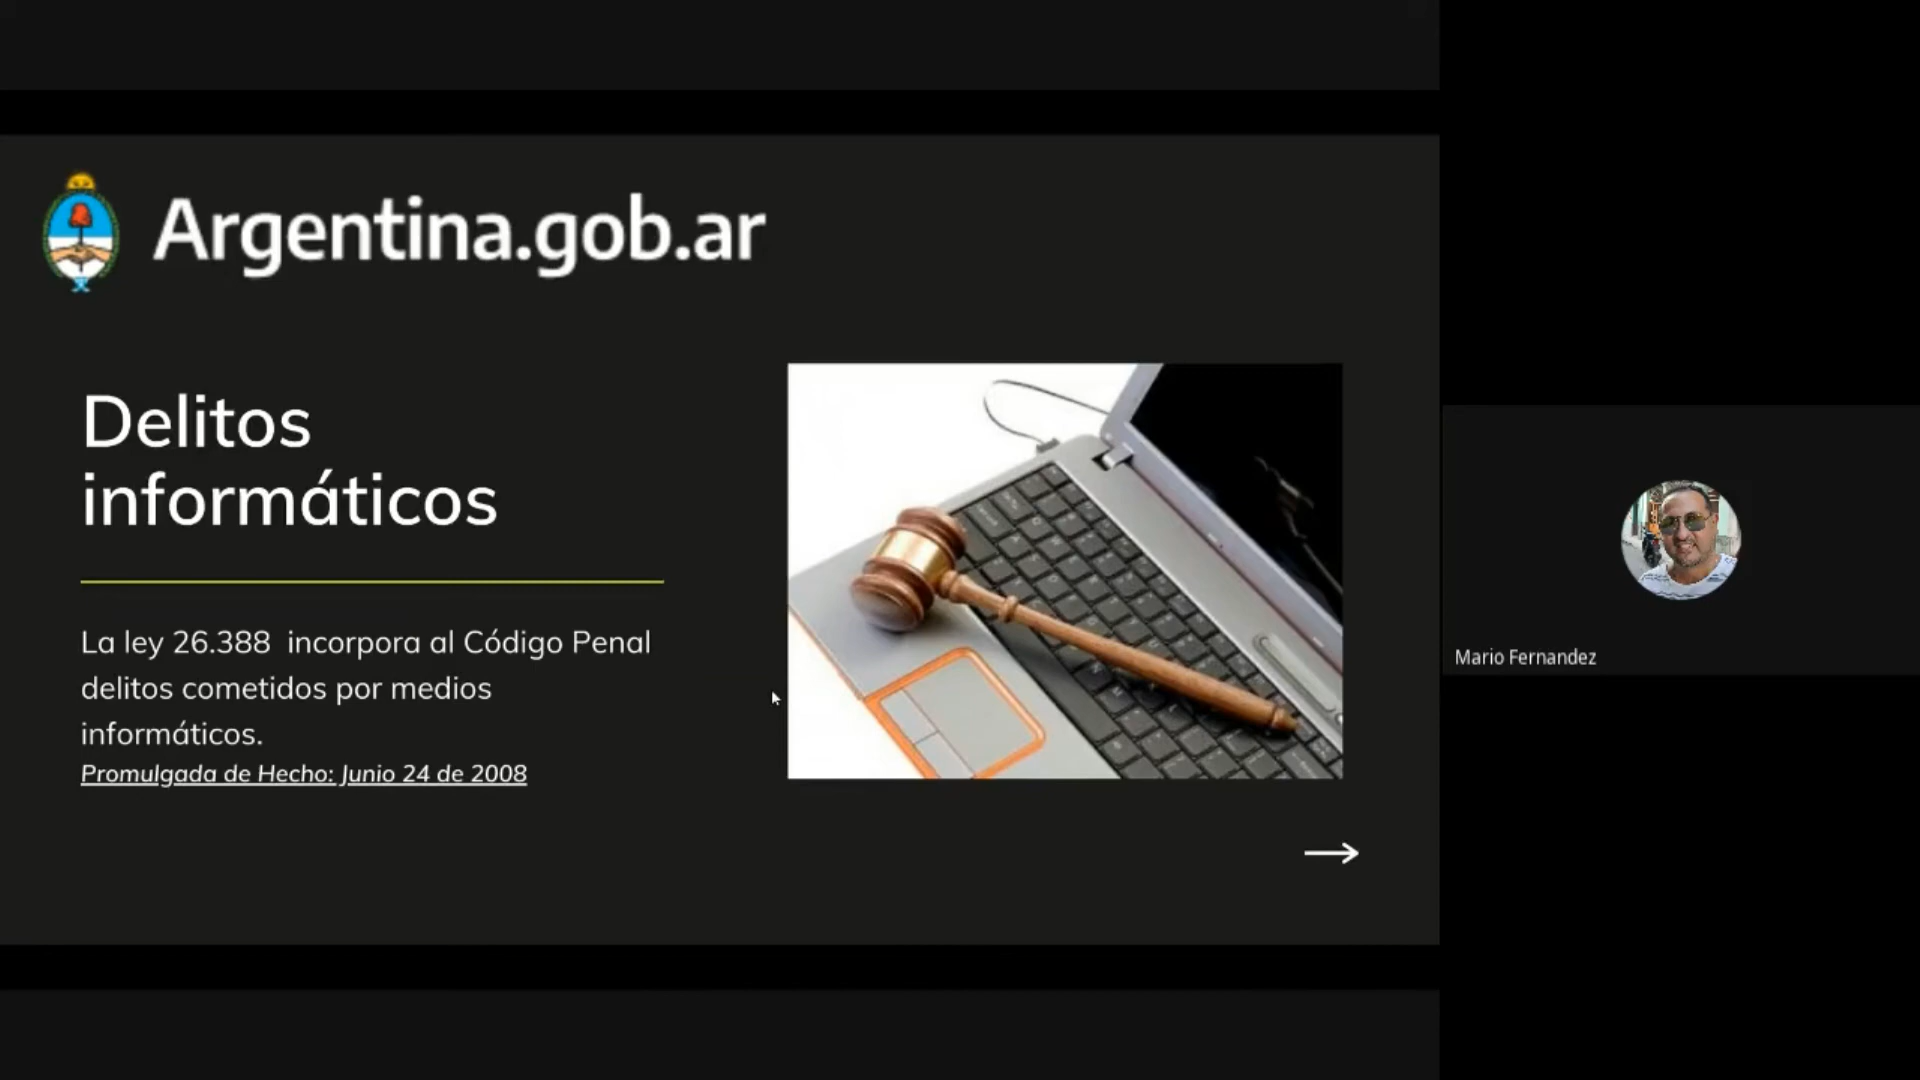 Argentina.gob.ar
Delitos
informáticos
La ley 26.388  incorpora al Código Penal
delitos cometidos por medios
informáticos.
Promulgada de Hecho: Junio 24 de 2008
Mario Fernandez